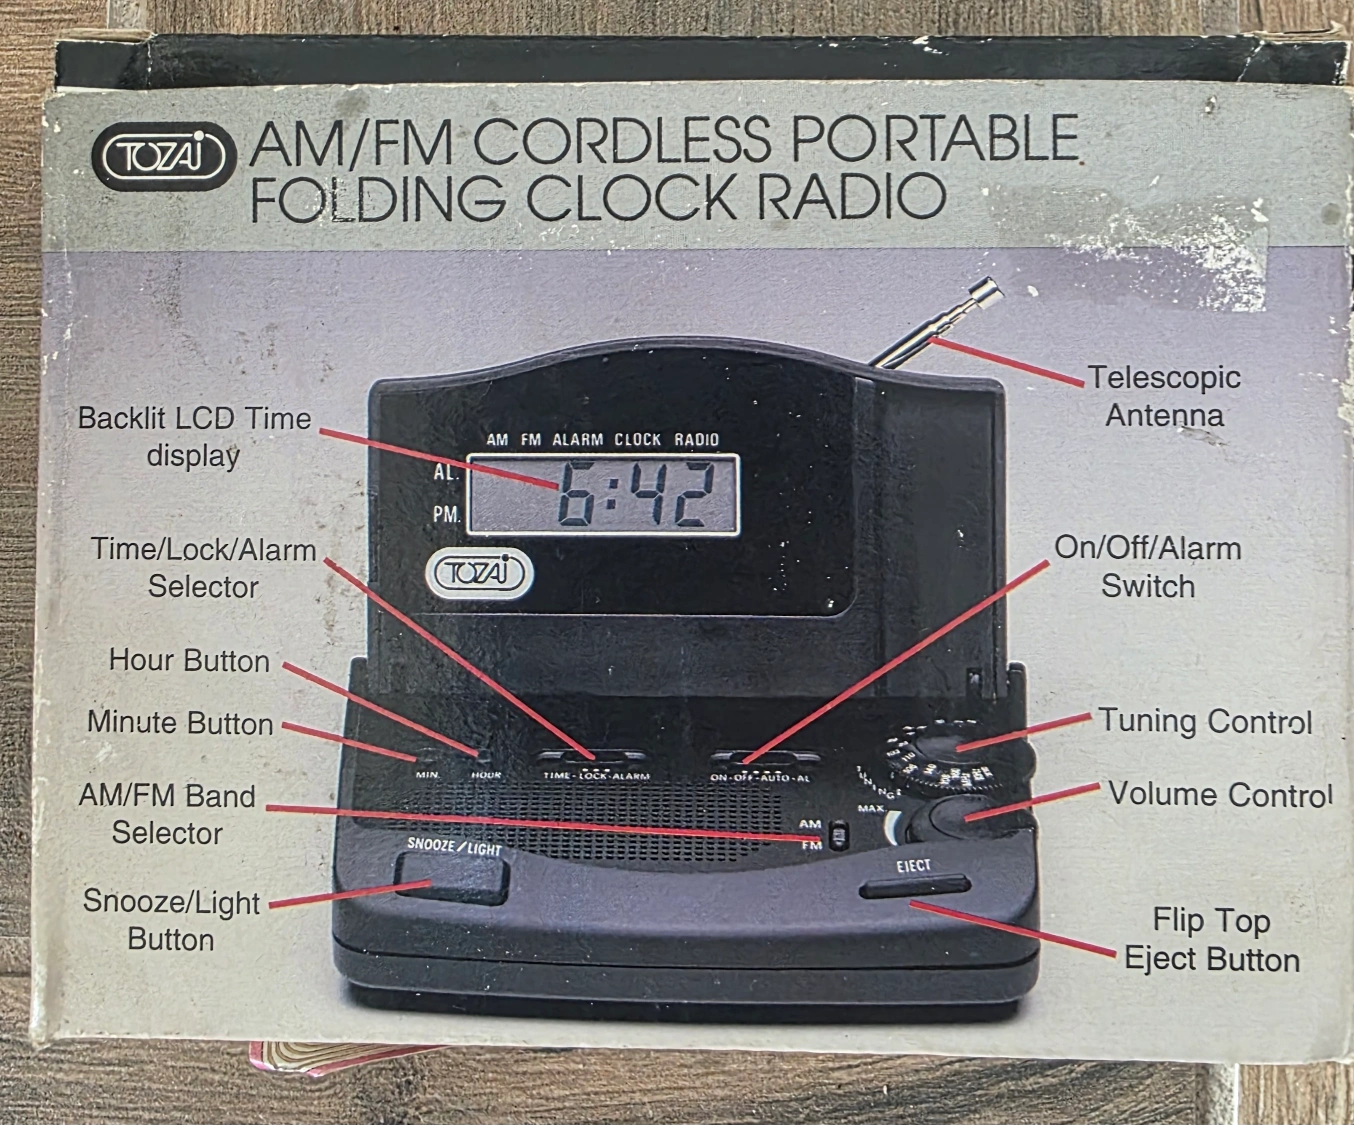 TOZAI
AM/FM CORDLESS PORTABLE
FOLDING CLOCK RADIO
Telescopic
Antenna
Backlit LCD Time
display
AM FM ALARM CLOCK RADIO
AL.
6:42
PM.
TOZAI
Time/Lock/Alarm
Selector
On/Off/Alarm
Switch
Hour Button
Minute Button
Tuning Control
MIN.
HOUR
TIME-LOCK-ALARM
ON-OFF-AUTO-AL
TUNING
AM/FM Band
Selector
Volume Control
MAX.
AM
FM
SNOOZE/LIGHT
EJECT
Snooze/Light
Button
Flip Top
Eject Button